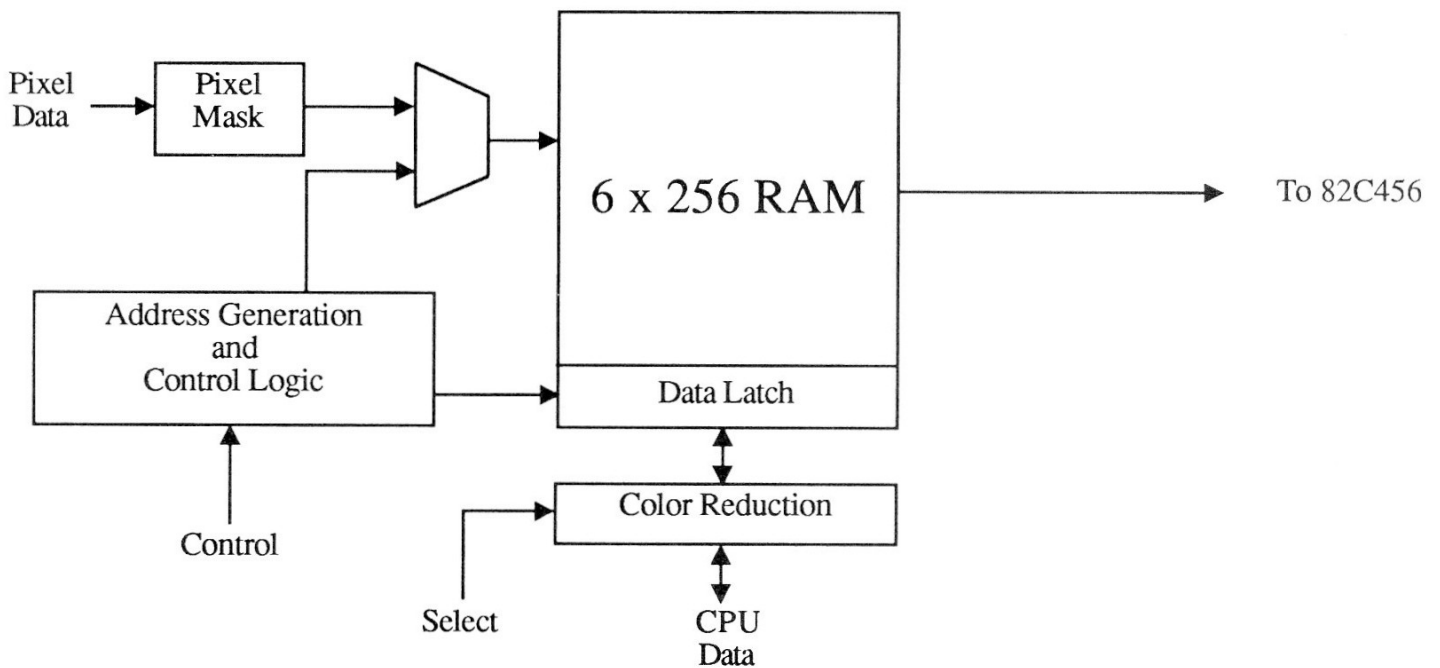 Pixel
Data
Pixel
Mask
6 x 256 RAM
To 82C456
Address Generation
and
Control Logic
Data Latch
Color Reduction
Control
Select
CPU
Data